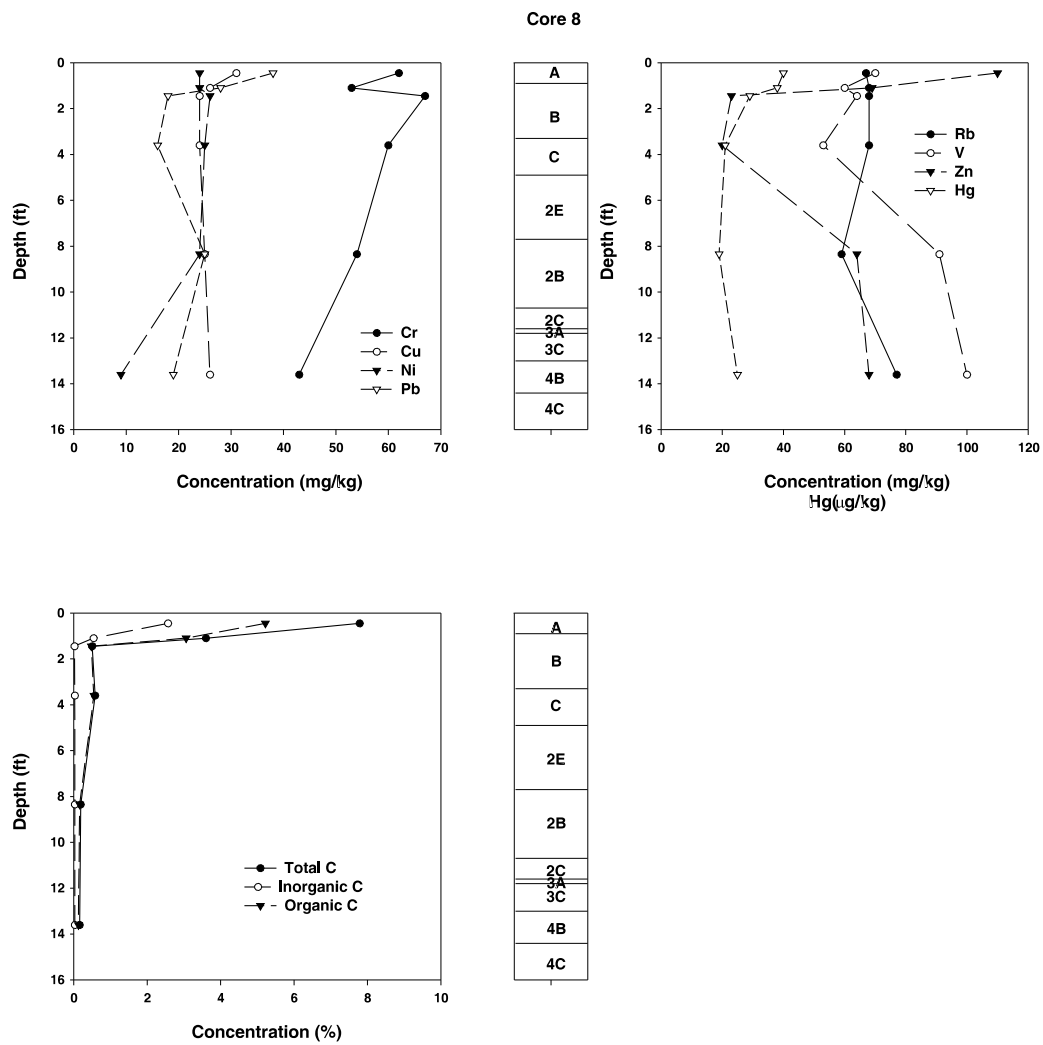 Core 8
0
2
4
6
8
10
12
14
16
Depth (ft)
0 10 20 30 40 50 60 70
Concentration (mg/kg)
Cr
Cu
Ni
Pb
A
B
C
2E
2B
2C
3A
3C
4B
4C
0
2
4
6
8
10
12
14
16
Depth (ft)
0 20 40 60 80 100 120
Concentration (mg/kg)
Hg(µg/kg)
Rb
V
Zn
Hg
0
2
4
6
8
10
12
14
16
Depth (ft)
0 2 4 6 8 10
Concentration (%)
Total C
Inorganic C
Organic C
A
B
C
2E
2B
2C
3A
3C
4B
4C